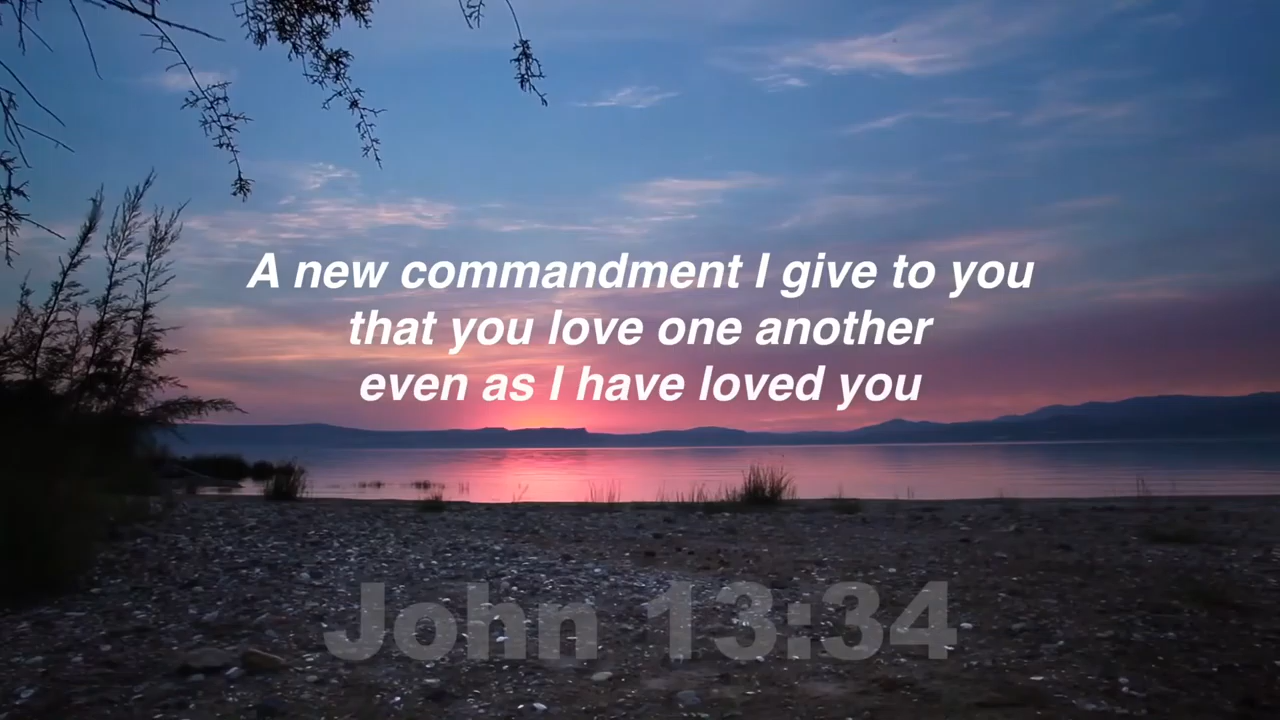 A new commandment I give to you
that you love one another
even as I have loved you
John 13:34